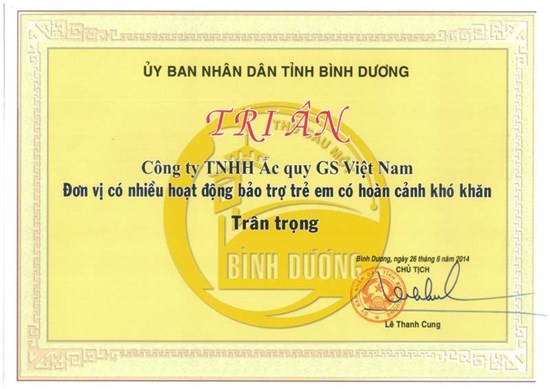 ỦY BAN NHÂN DÂN TỈNH BÌNH DƯƠNG
TRI ÂN
Công ty TNHH Ắc quy GS Việt Nam
Đơn vị có nhiều hoạt động bảo trợ trẻ em có hoàn cảnh khó khăn
Trân trọng
BÌNH DƯƠNG
Bình Dương, ngày 26 tháng 8 năm 2014
CHỦ TỊCH
Lê Thanh Cung